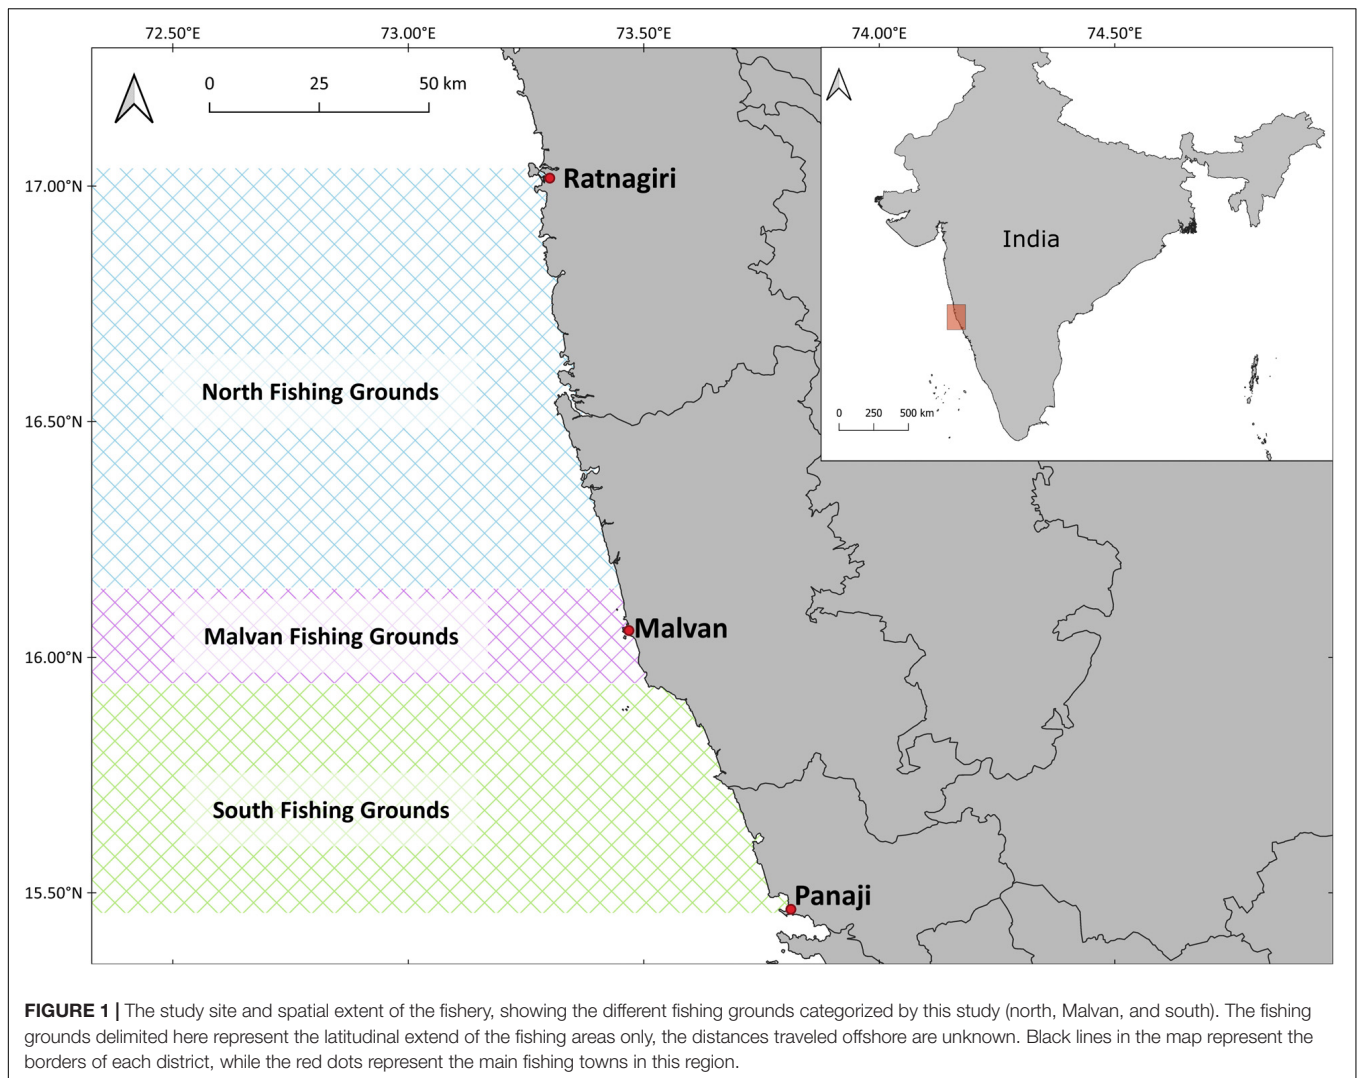 72.50°E 73.00°E 73.50°E 74.00°E 74.50°E
0 25 50 km
17.00°N
Ratnagiri
India
North Fishing Grounds
0 250 500 km
16.50°N
Malvan Fishing Grounds
Malvan
16.00°N
South Fishing Grounds
15.50°N
Panaji
FIGURE 1 | The study site and spatial extent of the fishery, showing the different fishing grounds categorized by this study (north, Malvan, and south). The fishing
grounds delimited here represent the latitudinal extend of the fishing areas only, the distances traveled offshore are unknown. Black lines in the map represent the
borders of each district, while the red dots represent the main fishing towns in this region.